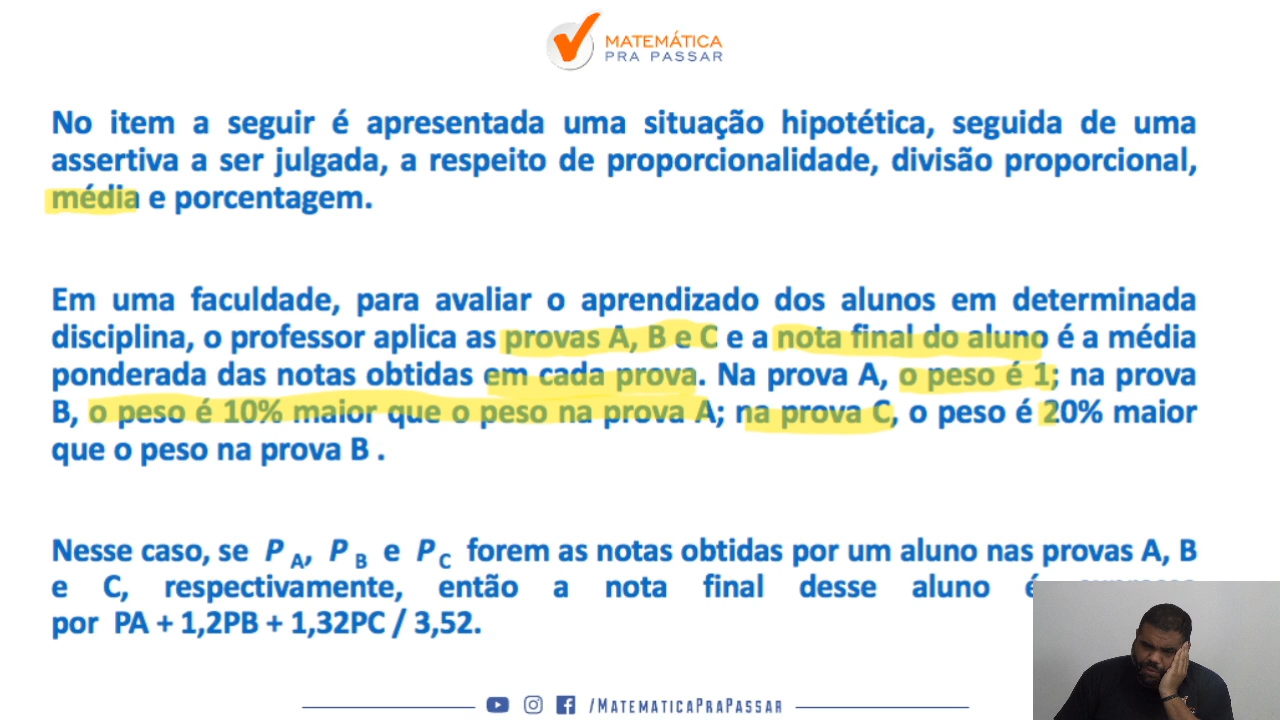 MATEMÁTICA
PRA PASSAR
No item a seguir é apresentada uma situação hipotética, seguida de uma
assertiva a ser julgada, a respeito de proporcionalidade, divisão proporcional,
média e porcentagem.
Em uma faculdade, para avaliar o aprendizado dos alunos em determinada
disciplina, o professor aplica as provas A, B e C e a nota final do aluno é a média
ponderada das notas obtidas em cada prova. Na prova A, o peso é 1; na prova
B, o peso é 10% maior que o peso na prova A; na prova C, o peso é 20% maior
que o peso na prova B .
Nesse caso, se P A, P B e P C forem as notas obtidas por um aluno nas provas A, B
e C, respectivamente, então a nota final desse aluno é
por PA + 1,2PB + 1,32PC / 3,52.
/MATEMATICAPRAPASSAR